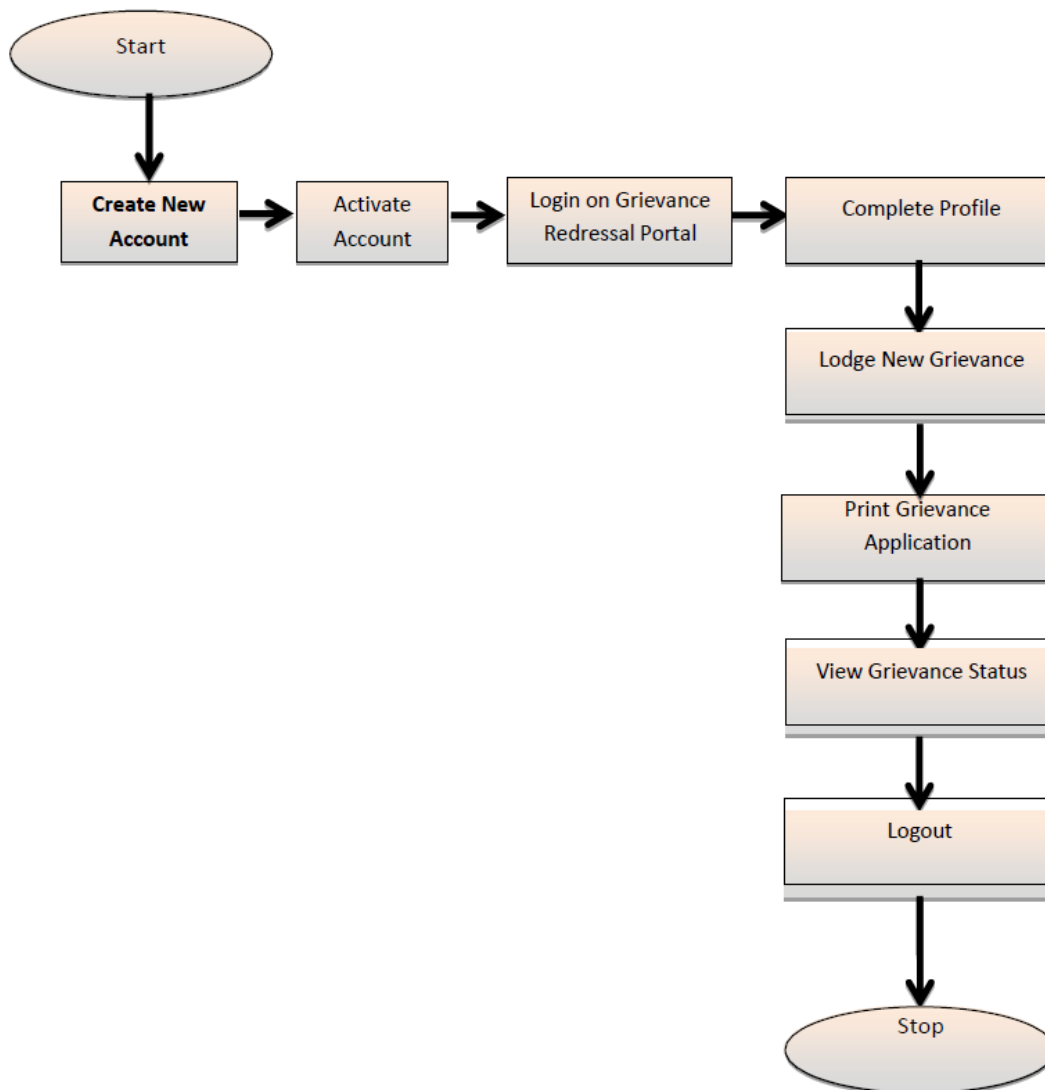 Start
Create New
Account
Activate
Account
Login on Grievance
Redressal Portal
Complete Profile
Lodge New Grievance
Print Grievance
Application
View Grievance Status
Logout
Stop